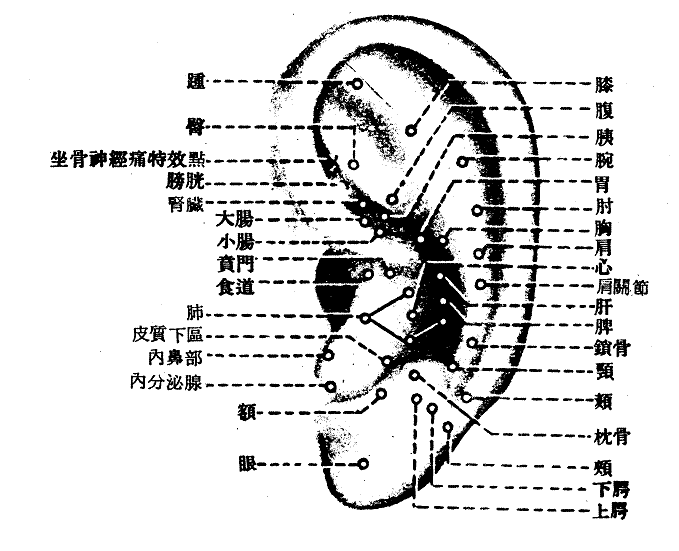 踵
臀
坐骨神經痛特效點
膀胱
腎臟
大腸
小腸
賁門
食道
肺
皮質下區
內鼻部
內分泌腺
額
眼
膝
腹
胰
腕
胃
肘
胸
肩
心
肩關節
肝
脾
鎖骨
頸
頰
枕骨
頰
下腭
上腭